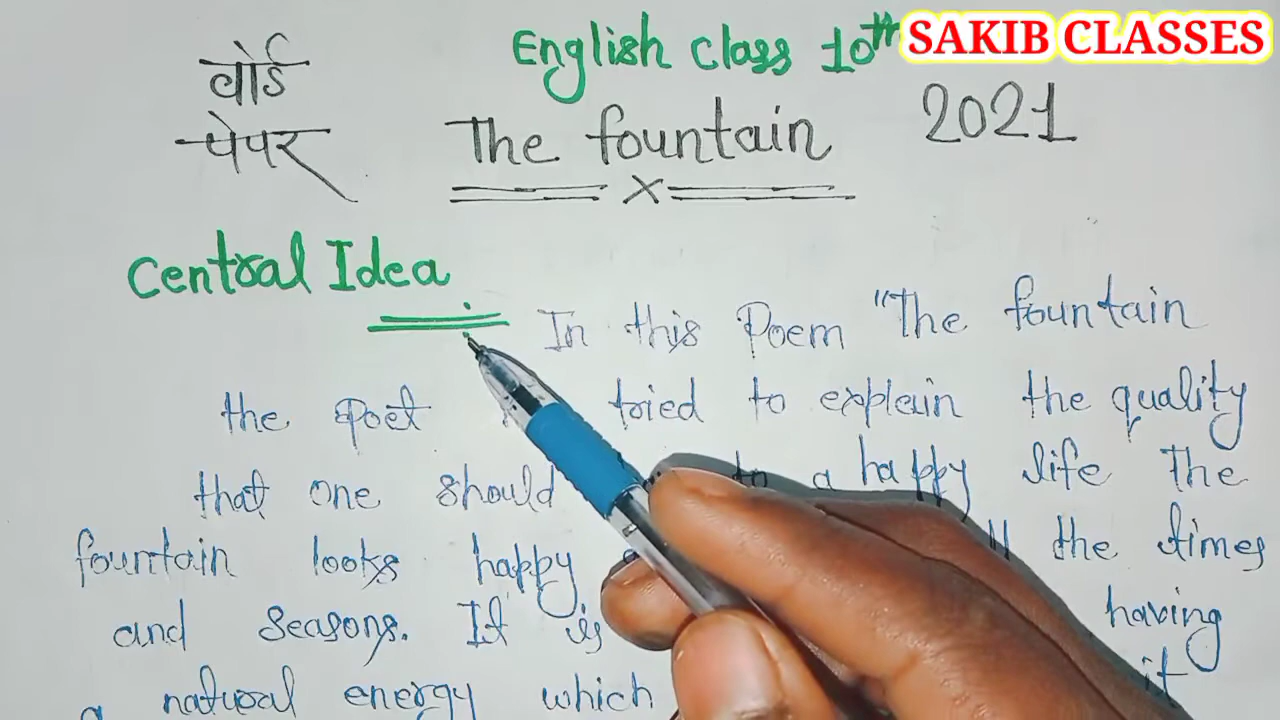 English Class 10th SAKIB CLASSES
बोर्ड
पेपर The fountain 2021
X
Central Idea
In this Poem "The fountain
the Poet tried to explain the quality
that one should to a happy life The
fountain looks happy the times
and Seasons. It is having
a natural energy which it